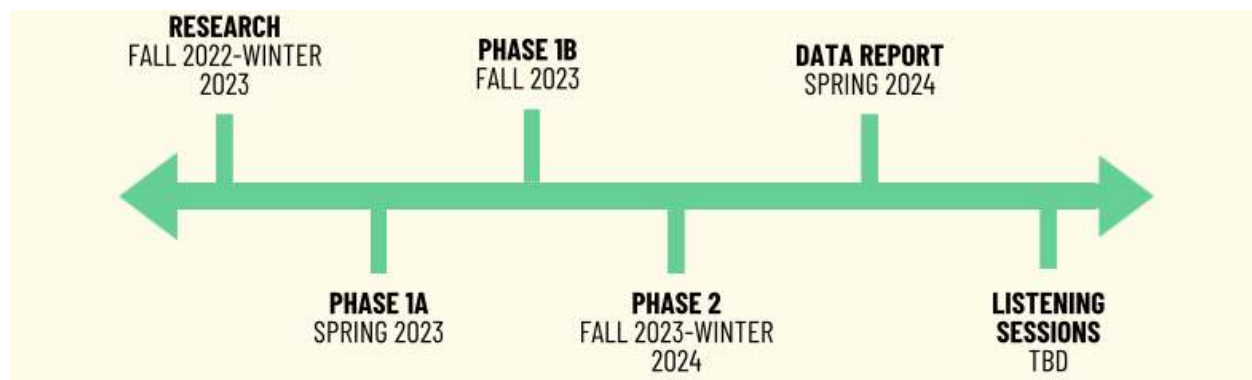 RESEARCH
FALL 2022-WINTER
2023
PHASE 1A
SPRING 2023
PHASE 1B
FALL 2023
PHASE 2
FALL 2023-WINTER
2024
DATA REPORT
SPRING 2024
LISTENING
SESSIONS
TBD